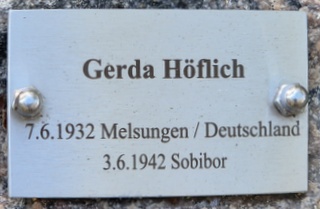 Gerda Höflich
7.6.1932 Melsungen / Deutschland
3.6.1942 Sobibor